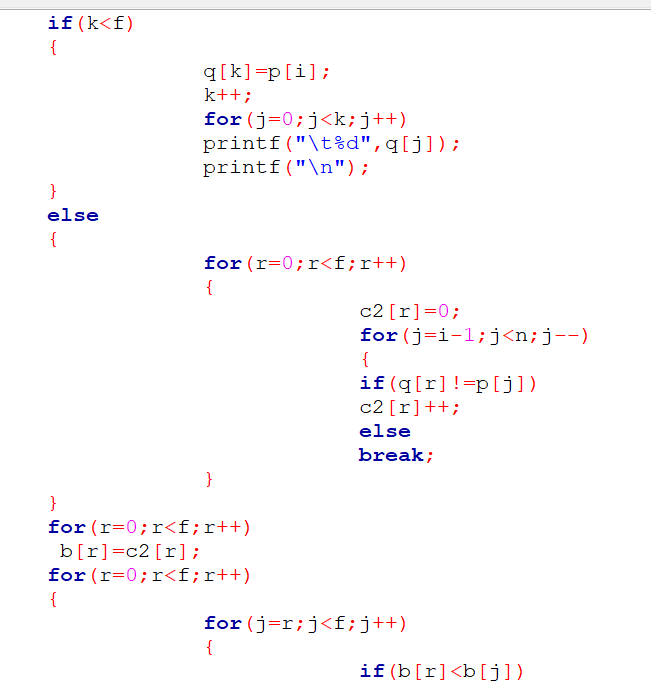 if(k<f)
{
q[k]=p[i];
k++;
for(j=0;j<k;j++)
printf("\t%d",q[j]);
printf("\n");
}
else
{
for(r=0;r<f;r++)
{
c2[r]=0;
for(j=i-1;j<n;j--)
{
if(q[r]!=p[j])
c2[r]++;
else
break;
}
}
for(r=0;r<f;r++)
b[r]=c2[r];
for(r=0;r<f;r++)
{
for(j=r;j<f;j++)
{
if(b[r]<b[j])